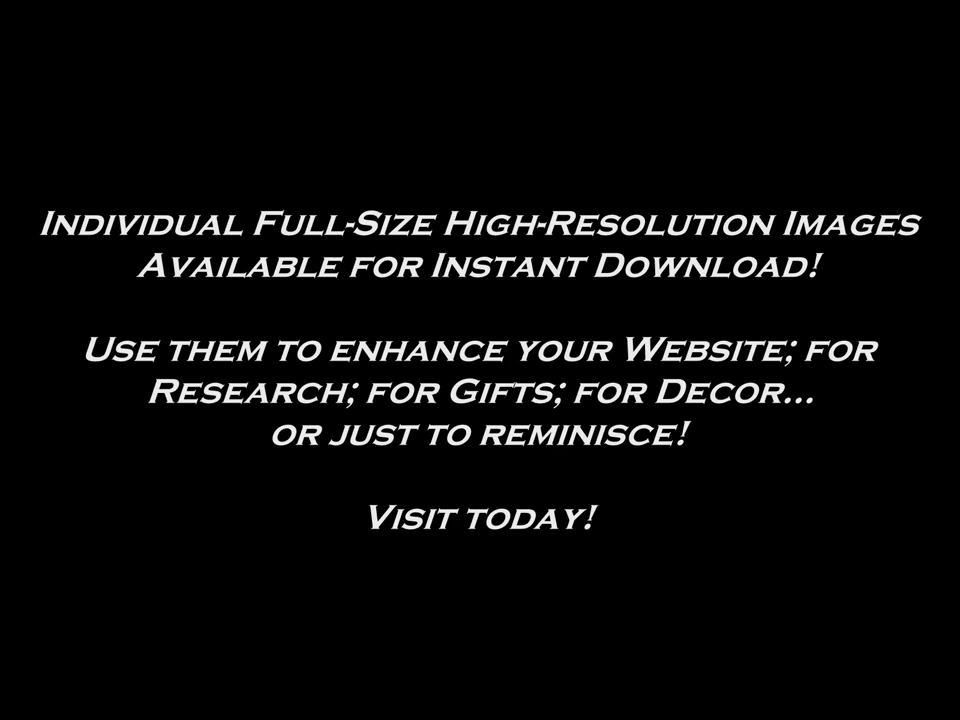 Individual Full-Size High-Resolution Images
Available for Instant Download!
Use them to enhance your Website; for
Research; for Gifts; for Decor...
or just to reminisce!
Visit today!